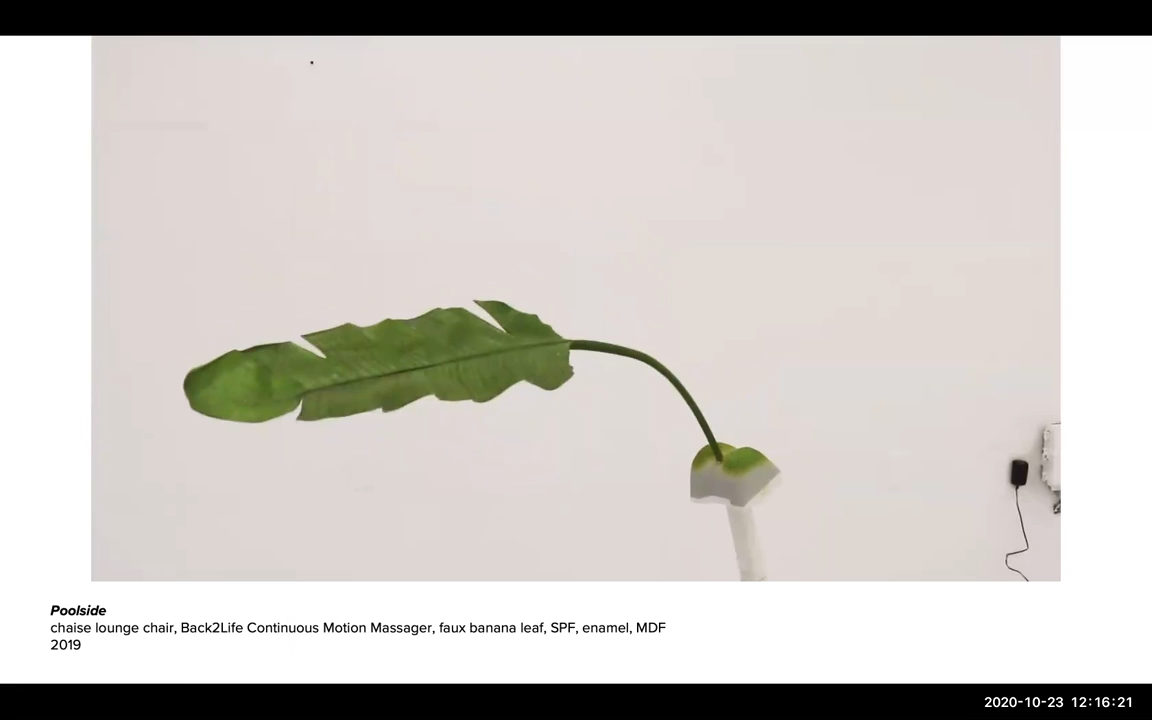 Poolside
chaise lounge chair, Back2Life Continuous Motion Massager, faux banana leaf, SPF, enamel, MDF
2019
2020-10-23 12:16:21